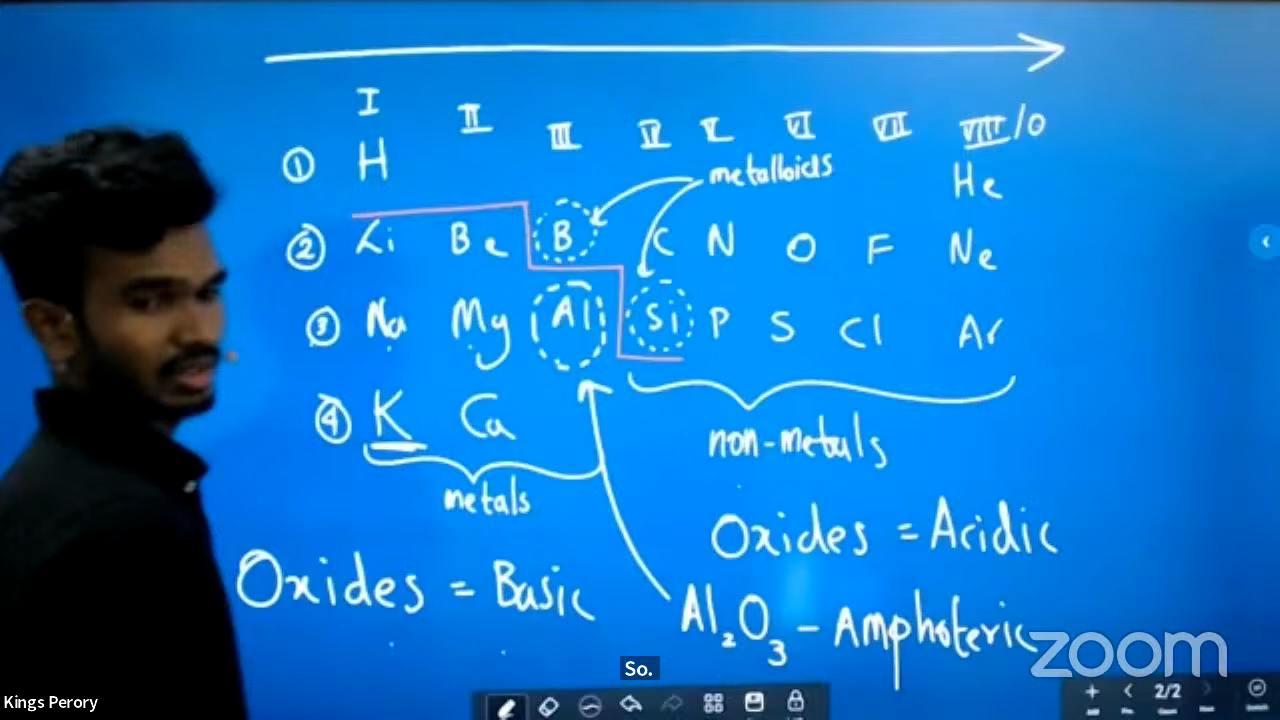 I II III IV V VI VII VIII/0
① H He
metalloids
② Li Be B C N O F Ne
③ Na Mg Al Si P S Cl Ar
④ K Ca
non-metals
metals
Oxides = Acidic
Oxides = Basic
Al₂O₃ - Amphoteric
zoom
So.
Kings Perory
2/2